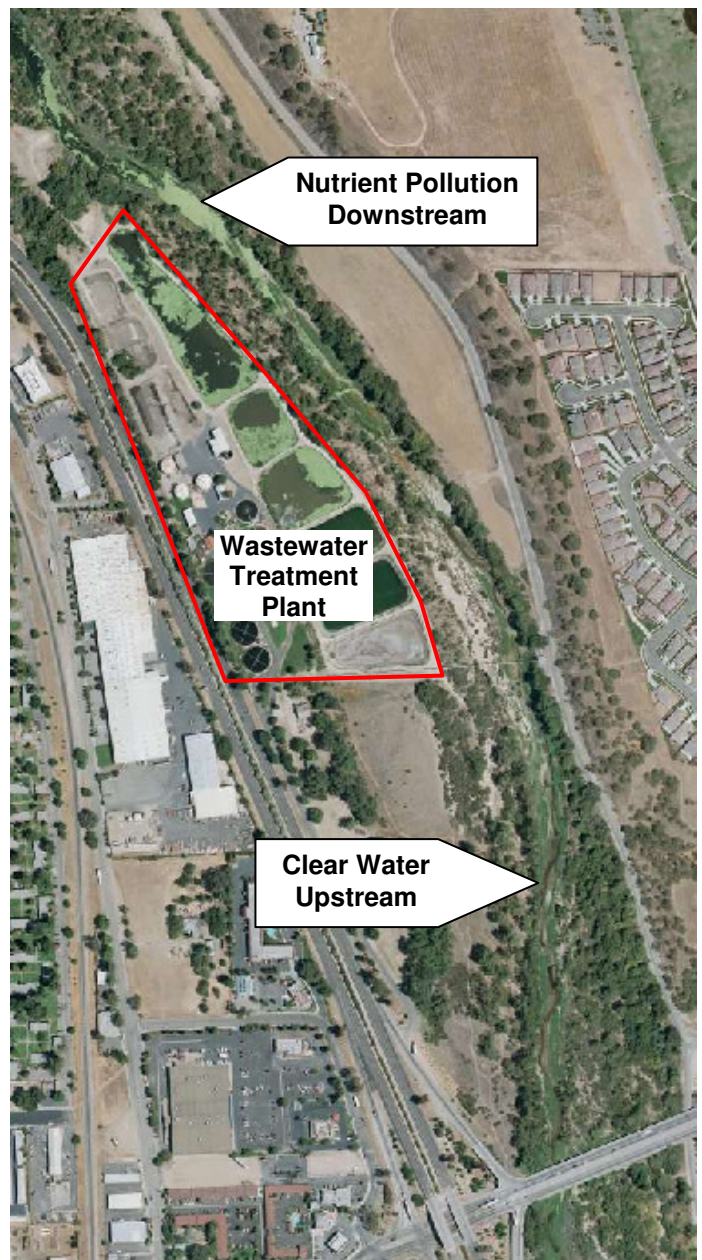 Nutrient Pollution
Downstream
Wastewater
Treatment
Plant
Clear Water
Upstream